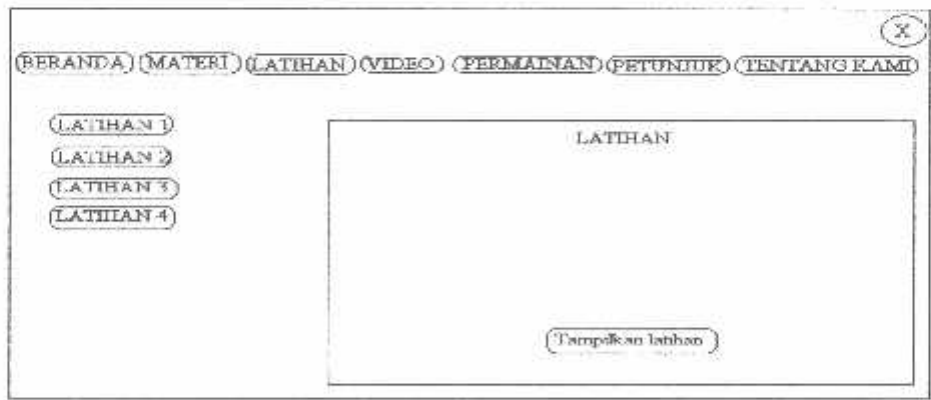 X
BERANDA MATERI LATIHAN VIDEO PERMAINAN PETUNJUK TENTANG KAMI
LATIHAN 1
LATIHAN 2
LATIHAN 3
LATIHAN 4
LATIHAN
Tampilkan latihan